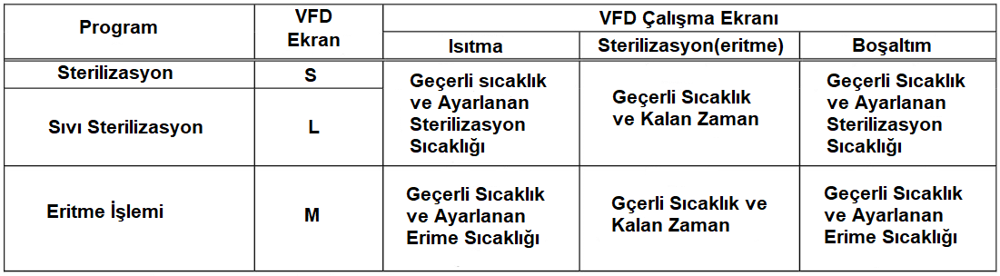 Program
VFD
Ekran
VFD Çalışma Ekranı
Isıtma
Sterilizasyon(eritme)
Boşaltım
Sterilizasyon
S
Sıvı Sterilizasyon
L
Geçerli sıcaklık
ve Ayarlanan
Sterilizasyon
Sıcaklığı
Geçerli Sıcaklık
ve Kalan Zaman
Geçerli Sıcaklık
ve Ayarlanan
Sterilizasyon
Sıcaklığı
Eritme İşlemi
M
Geçerli Sıcaklık
ve Ayarlanan
Erime Sıcaklığı
Gçerli Sıcaklık ve
Kalan Zaman
Geçerli Sıcaklık
ve Ayarlanan
Erime Sıcaklığı